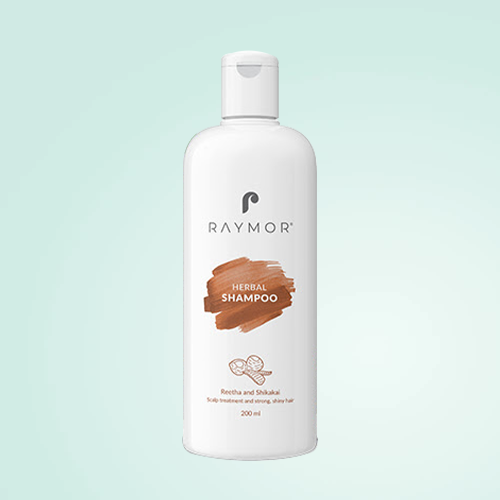 RAYMOR®
HERBAL
SHAMPOO
Reetha and Shikakai
Scalp treatment and strong, shiny hair
200 ml